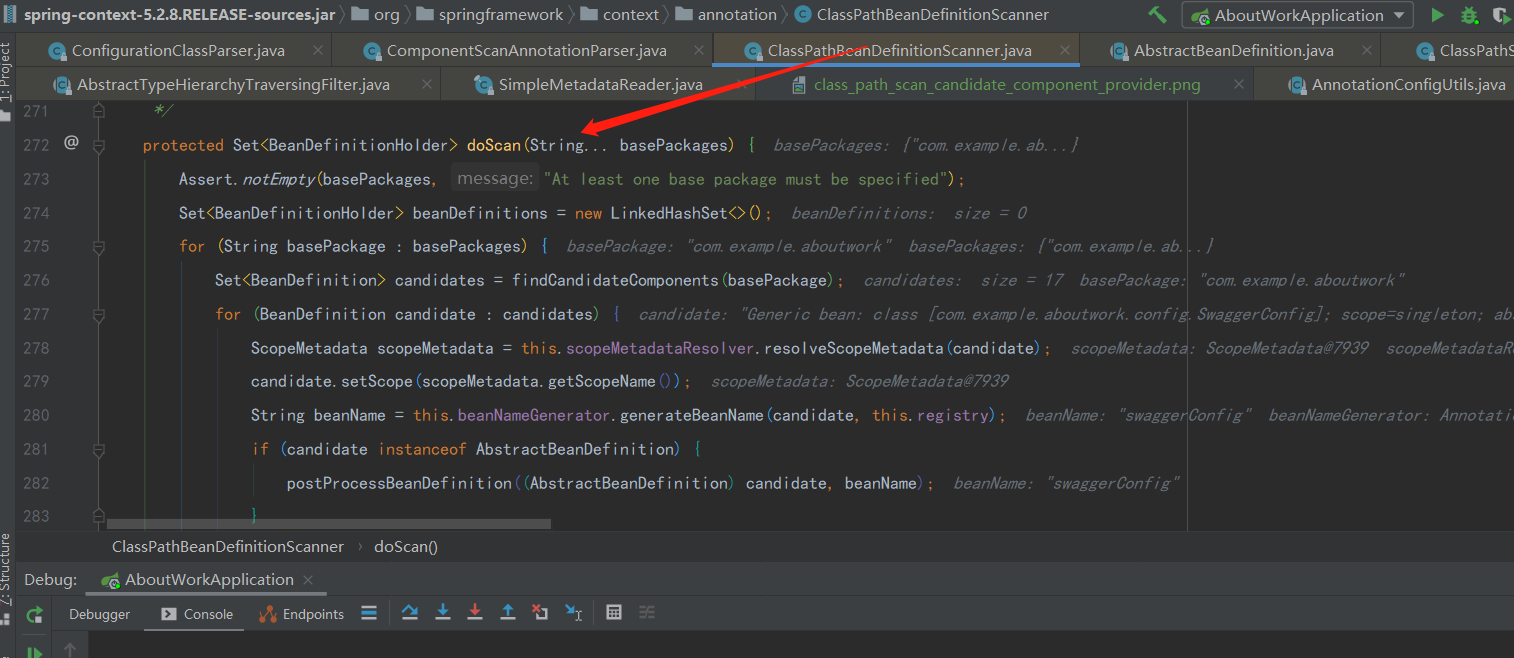 spring-context-5.2.8.RELEASE-sources.jar org springframework context annotation ClassPathBeanDefinitionScanner AboutWorkApplication
ConfigurationClassParser.java ComponentScanAnnotationParser.java ClassPathBeanDefinitionScanner.java AbstractBeanDefinition.java ClassPathS
AbstractTypeHierarchyTraversingFilter.java SimpleMetadataReader.java class_path_scan_candidate_component_provider.png AnnotationConfigUtils.java
1: Project
271 */
272 @ protected Set<BeanDefinitionHolder> doScan(String... basePackages) { basePackages: {"com.example.ab...}
273 Assert.notEmpty(basePackages, message: "At least one base package must be specified");
274 Set<BeanDefinitionHolder> beanDefinitions = new LinkedHashSet<>(); beanDefinitions: size = 0
275 for (String basePackage : basePackages) { basePackage: "com.example.aboutwork" basePackages: {"com.example.ab...}
276 Set<BeanDefinition> candidates = findCandidateComponents(basePackage); candidates: size = 17 basePackage: "com.example.aboutwork"
277 for (BeanDefinition candidate : candidates) { candidate: "Generic bean: class [com.example.aboutwork.config.SwaggerConfig]; scope=singleton; ab
278 ScopeMetadata scopeMetadata = this.scopeMetadataResolver.resolveScopeMetadata(candidate); scopeMetadata: ScopeMetadata@7939 scopeMetadataR
279 candidate.setScope(scopeMetadata.getScopeName()); scopeMetadata: ScopeMetadata@7939
280 String beanName = this.beanNameGenerator.generateBeanName(candidate, this.registry); beanName: "swaggerConfig" beanNameGenerator: Annotati
281 if (candidate instanceof AbstractBeanDefinition) {
282 postProcessBeanDefinition((AbstractBeanDefinition) candidate, beanName); beanName: "swaggerConfig"
283 }
ClassPathBeanDefinitionScanner doScan()
Z: Structure
Debug: AboutWorkApplication
Debugger Console Endpoints